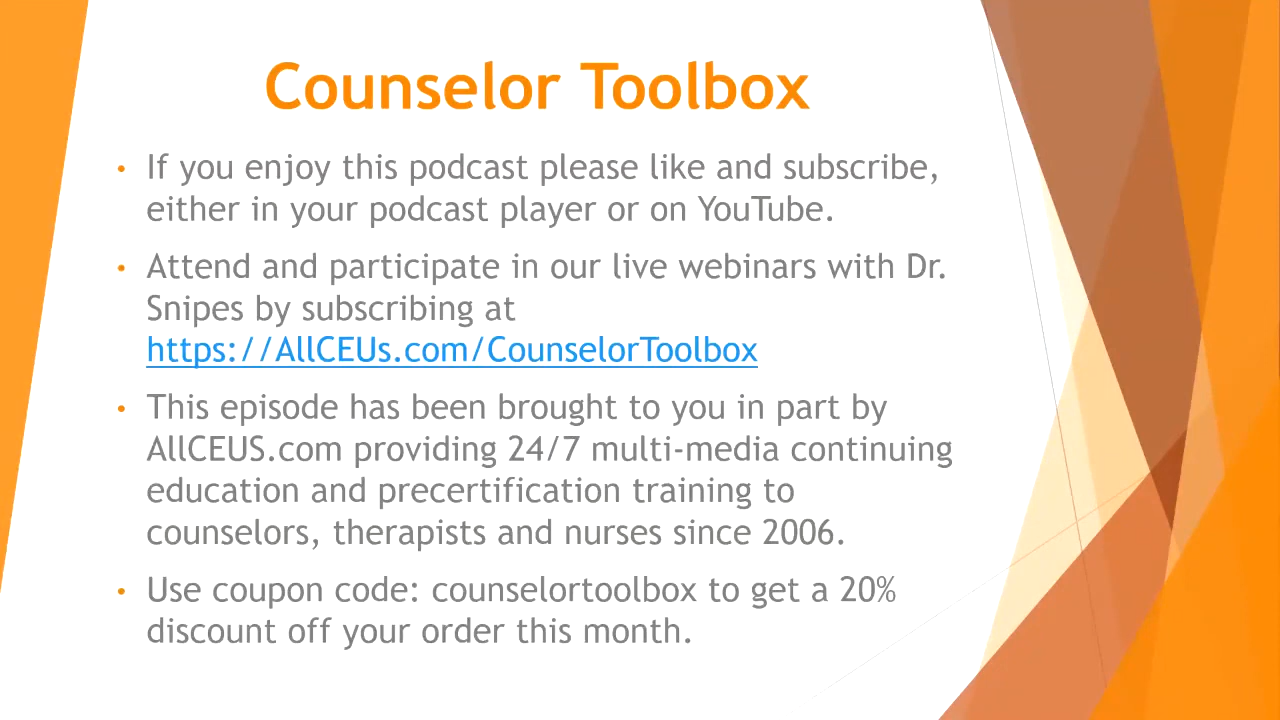 Counselor Toolbox
• If you enjoy this podcast please like and subscribe,
either in your podcast player or on YouTube.
• Attend and participate in our live webinars with Dr.
Snipes by subscribing at
https://AllCEUs.com/CounselorToolbox
• This episode has been brought to you in part by
AllCEUS.com providing 24/7 multi-media continuing
education and precertification training to
counselors, therapists and nurses since 2006.
• Use coupon code: counselortoolbox to get a 20%
discount off your order this month.